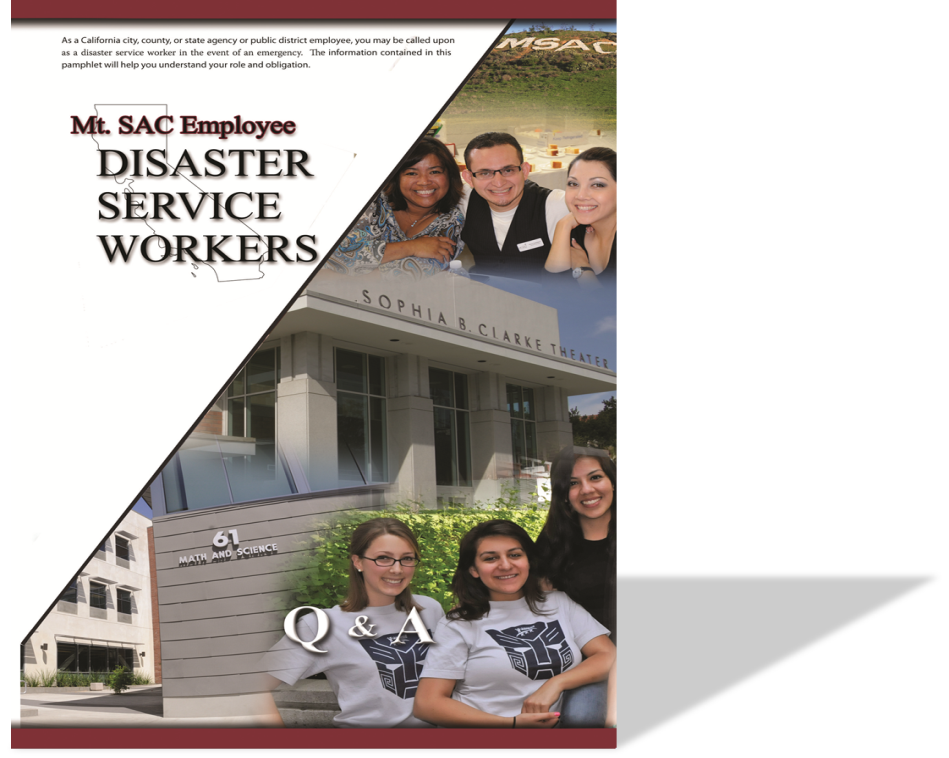 As a California city, county, or state agency or public district employee, you may be called upon
as a disaster service worker in the event of an emergency. The information contained in this
pamphlet will help you understand your role and obligation.
MSAC
Mt. SAC Employee
DISASTER
SERVICE
WORKERS
SOPHIA B. CLARKE THEATER
61
MATH AND SCIENCE
Q & A